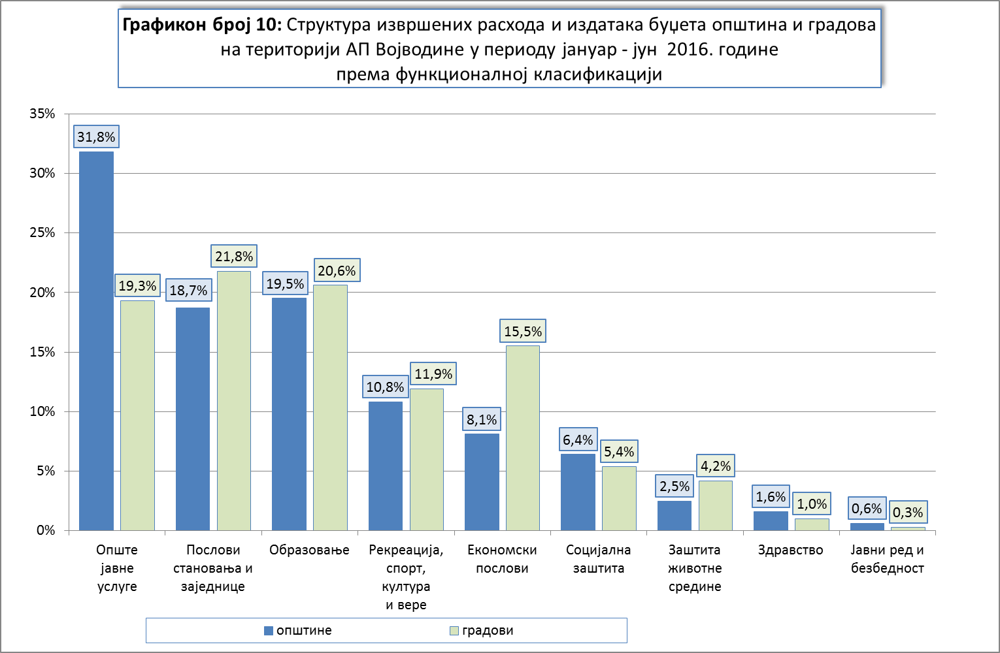 Графикон број 10: Структура извршених расхода и издатака буџета општина и градова
на територији АП Војводине у периоду јануар - јун  2016. године
према функционалној класификацији
35%
30%
25%
20%
15%
10%
5%
0%
31,8%
19,3%
18,7%
21,8%
19,5%
20,6%
10,8%
11,9%
8,1%
15,5%
6,4%
5,4%
2,5%
4,2%
1,6%
1,0%
0,6%
0,3%
Опште
јавне
услуге
Послови
становања и
заједнице
Образовање
Рекреација,
спорт,
култура
и вере
Економски
послови
Социјална
заштита
Заштита
животне
средине
Здравство
Јавни ред и
безбедност
општине
градови